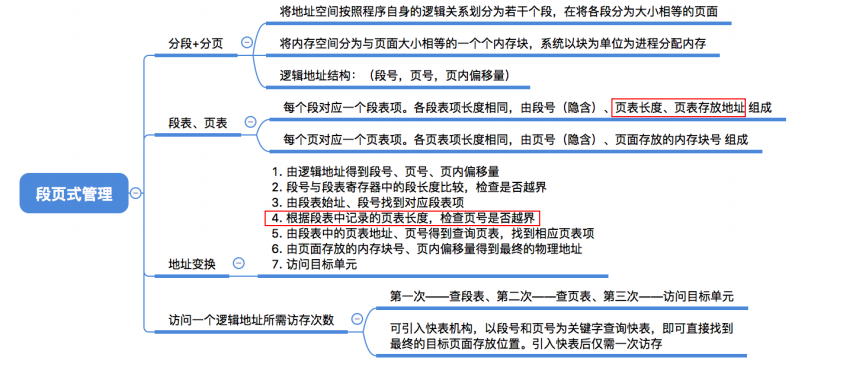 将地址空间按照程序自身的逻辑关系划分为若干个段，在将各段分为大小相等的页面
分段+分页
将内存空间分为与页面大小相等的一个个内存块，系统以块为单位为进程分配内存
逻辑地址结构：（段号，页号，页内偏移量）
每个段对应一个段表项。各段表项长度相同，由段号（隐含）、页表长度、页表存放地址 组成
段表、页表
每个页对应一个页表项。各页表项长度相同，由页号（隐含）、页面存放的内存块号 组成
段页式管理
1. 由逻辑地址得到段号、页号、页内偏移量
2. 段号与段表寄存器中的段长度比较，检查是否越界
3. 由段表始址、段号找到对应段表项
4. 根据段表中记录的页表长度，检查页号是否越界
5. 由段表中的页表地址、页号得到查询页表，找到相应页表项
6. 由页面存放的内存块号、页内偏移量得到最终的物理地址
7. 访问目标单元
地址变换
第一次——查段表、第二次——查页表、第三次——访问目标单元
访问一个逻辑地址所需访存次数
可引入快表机构，以段号和页号为关键字查询快表，即可直接找到
最终的目标页面存放位置。引入快表后仅需一次访存